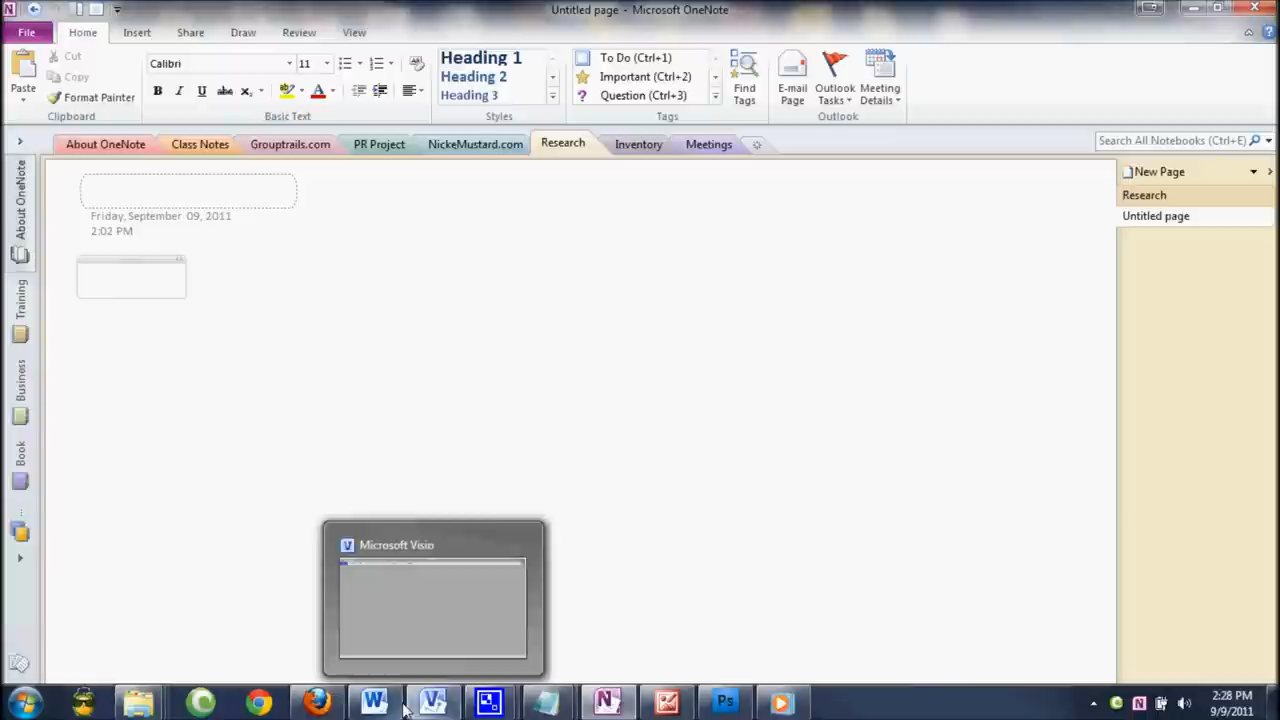 Untitled page - Microsoft OneNote
File Home Insert Share Draw Review View
Paste
Cut
Copy
Format Painter
Clipboard
Calibri 11
B I U abc X₂ A
Basic Text
Heading 1
Heading 2
Heading 3
Styles
To Do (Ctrl+1)
Important (Ctrl+2)
Question (Ctrl+3)
Tags
Find
Tags
E-mail
Page
Outlook
Tasks
Meeting
Details
Outlook
About OneNote Class Notes Grouptrails.com PR Project NickeMustard.com Research Inventory Meetings
Search All Notebooks (Ctrl+E)
About OneNote
Training
Business
Book
Friday, September 09, 2011
2:02 PM
New Page
Research
Untitled page
Microsoft Visio
2:28 PM
9/9/2011